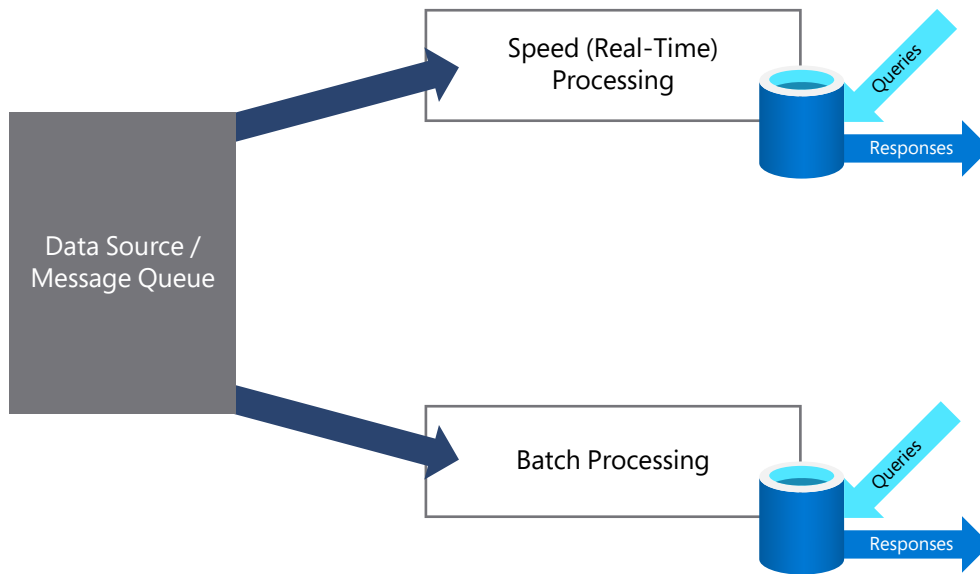 Speed (Real-Time)
Processing
Queries
Responses
Data Source /
Message Queue
Batch Processing
Queries
Responses